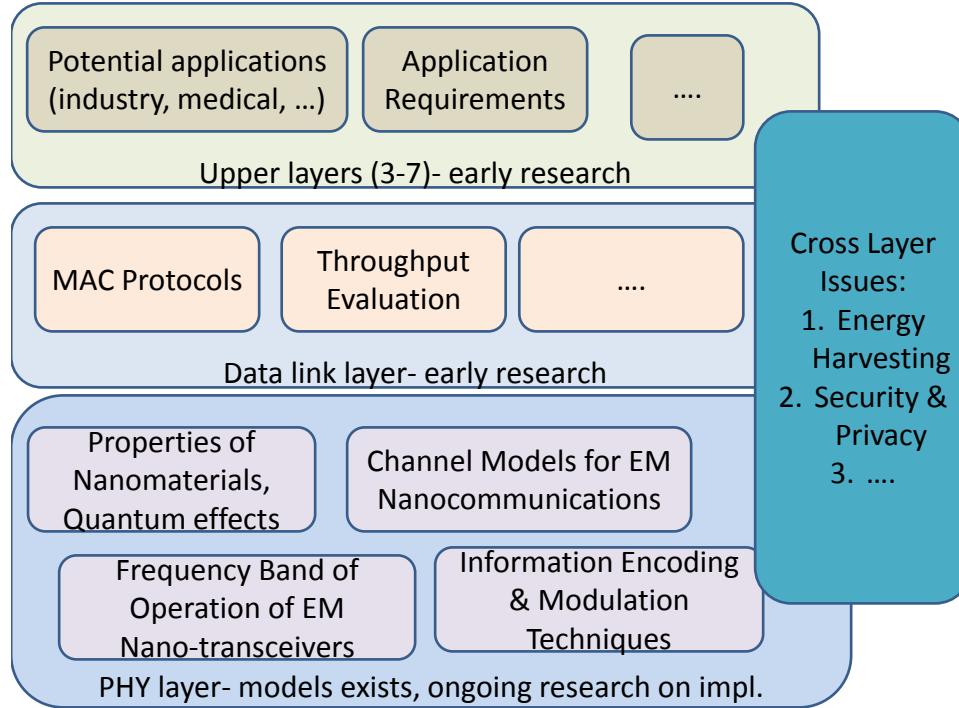 Potential applications
(industry, medical, …)
Application
Requirements
….
Upper layers (3-7)- early research
MAC Protocols
Throughput
Evaluation
….
Data link layer- early research
Properties of
Nanomaterials,
Quantum effects
Channel Models for EM
Nanocommunications
Frequency Band of
Operation of EM
Nano-transceivers
Information Encoding
& Modulation
Techniques
PHY layer- models exists, ongoing research on impl.
Cross Layer
Issues:
1. Energy
Harvesting
2. Security &
Privacy
3. ….